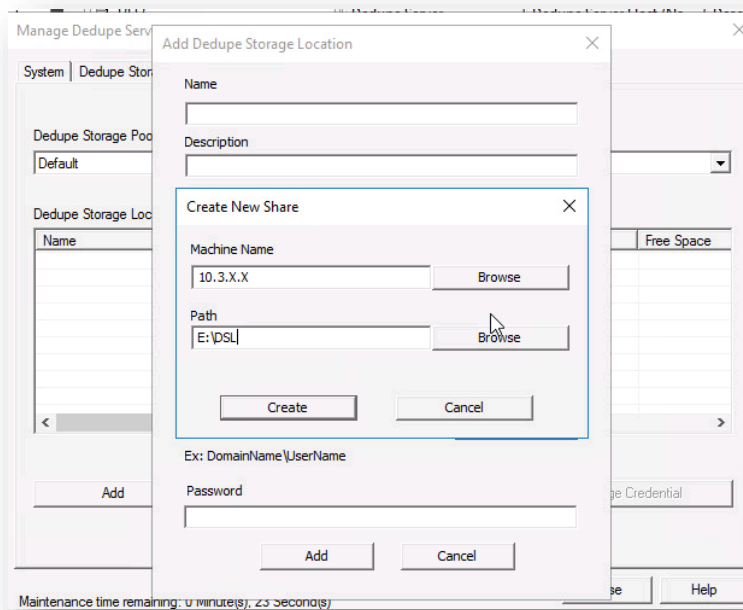 Manage Dedupe Serv
Add Dedupe Storage Location
System
Dedupe Stor
Name
Description
Dedupe Storage Poo
Default
Create New Share
Dedupe Storage Loc
Name
Free Space
Machine Name
10.3.X.X
Browse
Path
E:\DSL
Browse
Create
Cancel
Ex: DomainName\UserName
Password
Add
ge Credential
Add
Cancel
se
Help
Maintenance time remaining: 0 Minute(s), 23 Second(s)